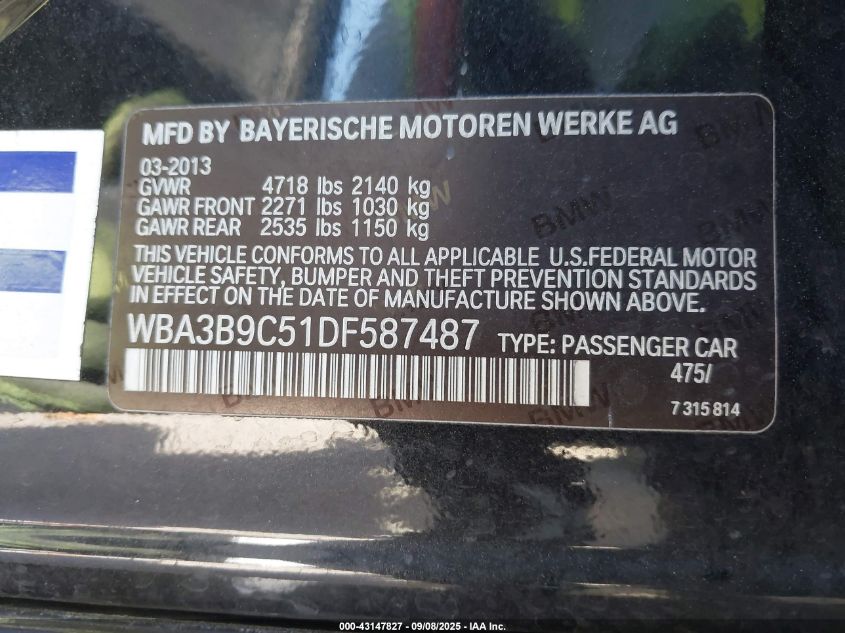 MFD BY BAYERISCHE MOTOREN WERKE AG
03-2013
GVWR 4718 lbs 2140 kg
GAWR FRONT 2271 lbs 1030 kg
GAWR REAR 2535 lbs 1150 kg
THIS VEHICLE CONFORMS TO ALL APPLICABLE U.S.FEDERAL MOTOR
VEHICLE SAFETY, BUMPER AND THEFT PREVENTION STANDARDS
IN EFFECT ON THE DATE OF MANUFACTURE SHOWN ABOVE.
WBA3B9C51DF587487 TYPE: PASSENGER CAR
475/
7 315 814
000-43147827 - 09/08/2025 - IAA Inc.